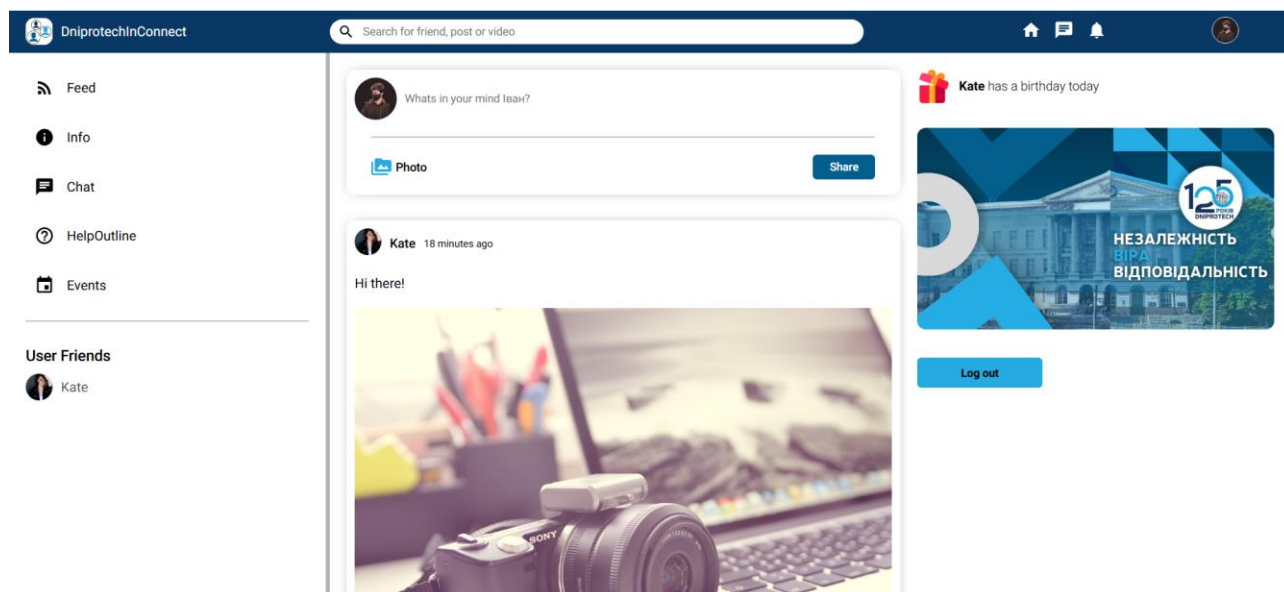 DniprotechInConnect
Search for friend, post or video
Feed
Info
Chat
HelpOutline
Events
User Friends
Kate
Whats in your mind Іван?
Photo
Share
Kate 18 minutes ago
Hi there!
SONY
Kate has a birthday today
125
РОКІВ
DNIPROTECH
НЕЗАЛЕЖНІСТЬ
ВІРА
ВІДПОВІДАЛЬНІСТЬ
Log out